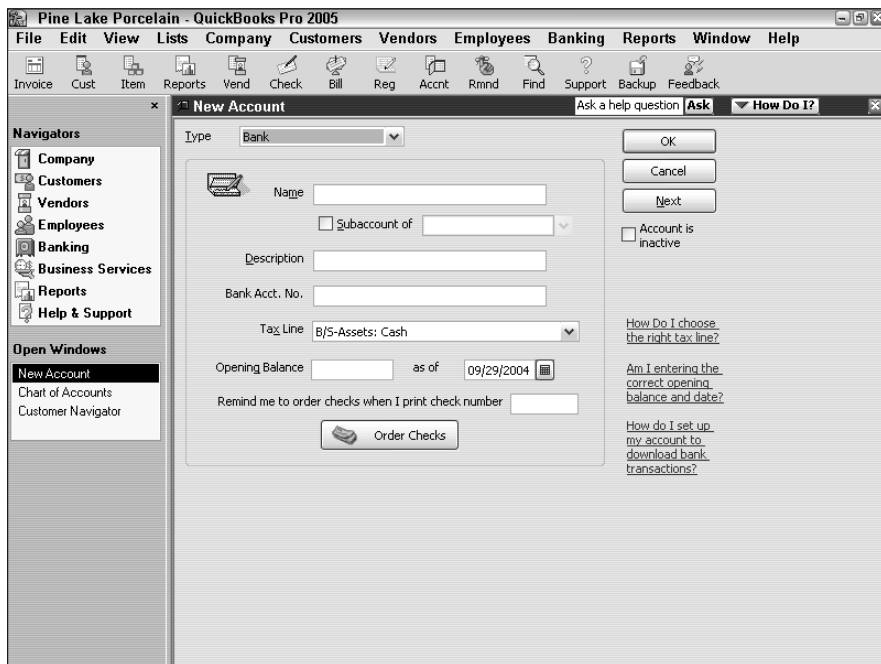 Pine Lake Porcelain - QuickBooks Pro 2005
File Edit View Lists Company Customers Vendors Employees Banking Reports Window Help
Invoice Cust Item Reports Vend Check Bill Reg Accnt Rmnd Find Support Backup Feedback
New Account
Ask a help question Ask
How Do I?
Navigators
Company
Customers
Vendors
Employees
Banking
Business Services
Reports
Help & Support
Open Windows
New Account
Chart of Accounts
Customer Navigator
Type Bank
Name
Subaccount of
Description
Bank Acct. No.
Tax Line B/S-Assets: Cash
Opening Balance as of 09/29/2004
Remind me to order checks when I print check number
Order Checks
OK
Cancel
Next
Account is
inactive
How Do I choose
the right tax line?
Am I entering the
correct opening
balance and date?
How do I set up
my account to
download bank
transactions?